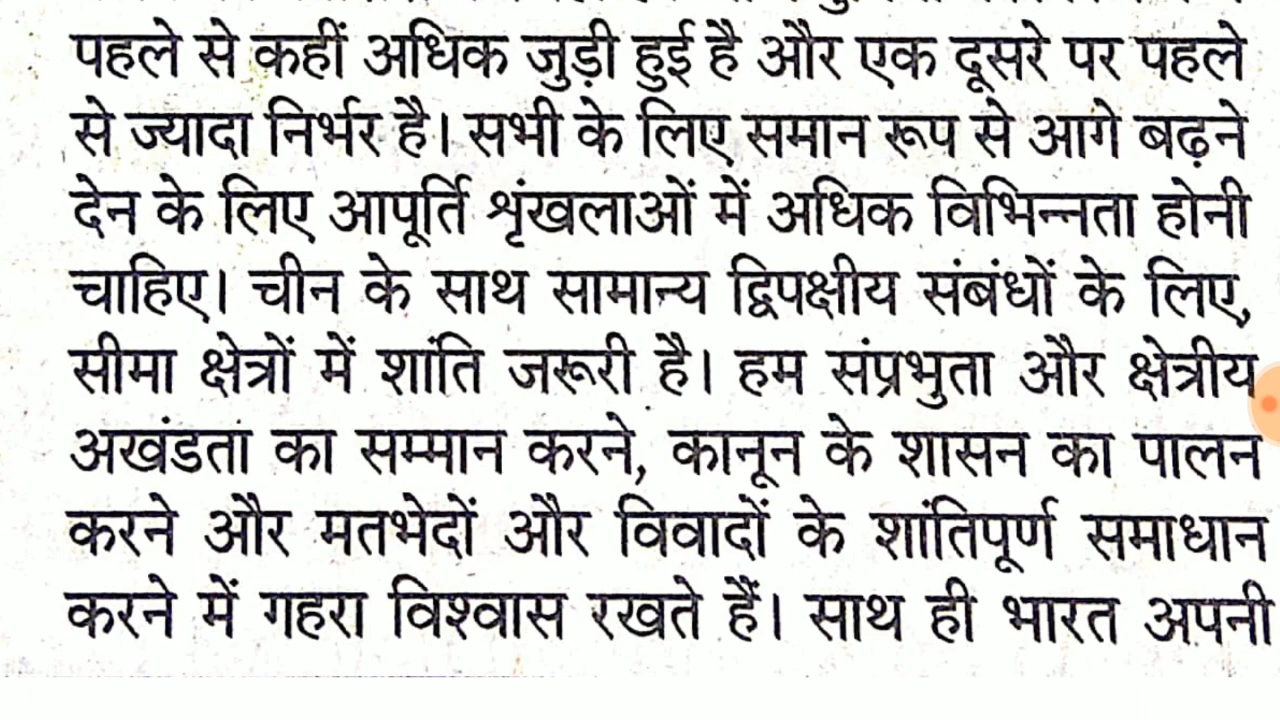 पहले से कहीं अधिक जुड़ी हुई है और एक दूसरे पर पहले
से ज्यादा निर्भर है। सभी के लिए समान रूप से आगे बढ़ने
देन के लिए आपूर्ति शृंखलाओं में अधिक विभिन्नता होनी
चाहिए। चीन के साथ सामान्य द्विपक्षीय संबंधों के लिए,
सीमा क्षेत्रों में शांति जरूरी है। हम संप्रभुता और क्षेत्रीय
अखंडता का सम्मान करने, कानून के शासन का पालन
करने और मतभेदों और विवादों के शांतिपूर्ण समाधान
करने में गहरा विश्वास रखते हैं। साथ ही भारत अपनी